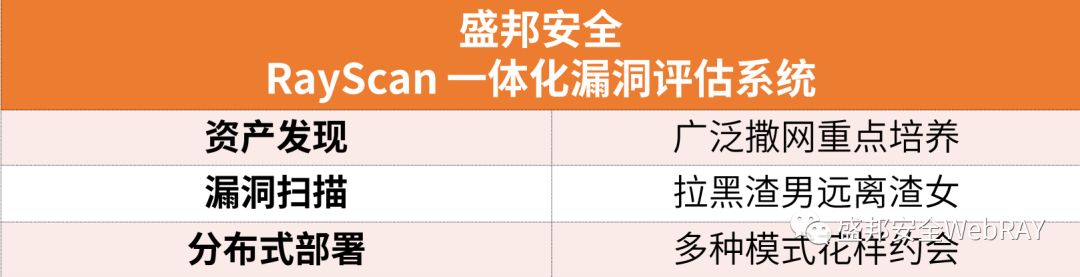 盛邦安全
RayScan 一体化漏洞评估系统
资产发现 广泛撒网重点培养
漏洞扫描 拉黑渣男远离渣女
分布式部署 多种模式花样约会
盛邦安全WebRAY